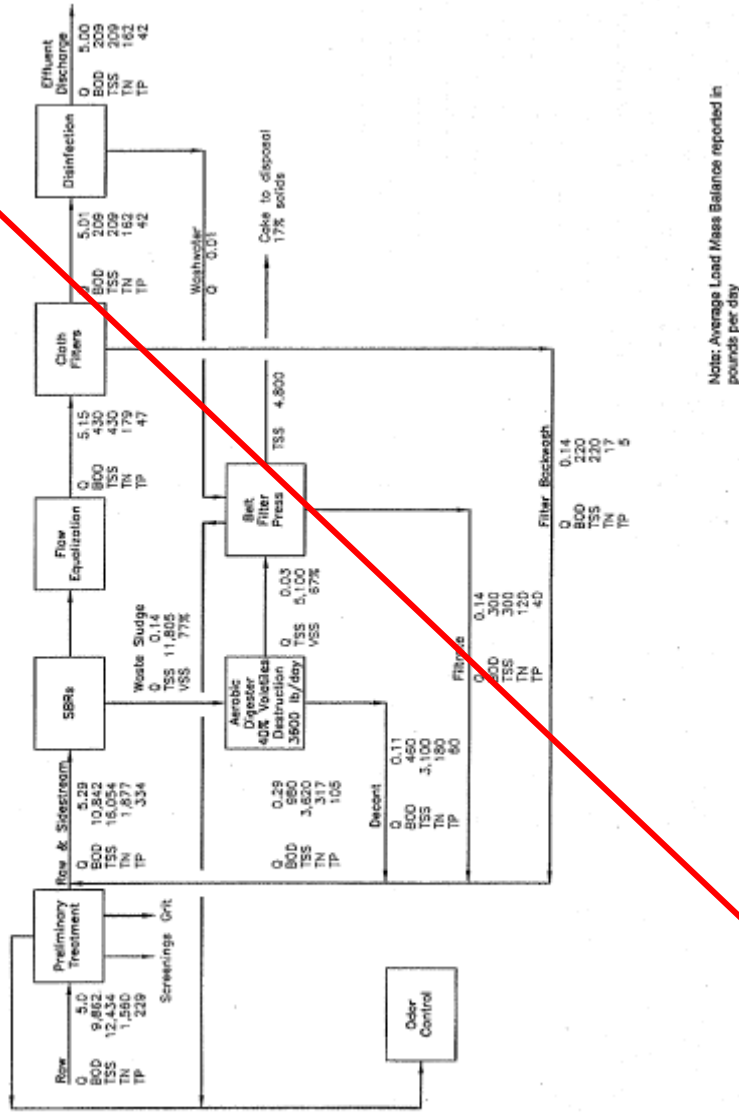 Raw
Q 5.0
BOD 9,862
TSS 12,434
TN 1,560
TP 229
Preliminary
Treatment
Screenings
Grit
Raw & Sidestream
Q 5.29
BOD 10,842
TSS 16,054
TN 1,877
TP 334
SBRs
Flow
Equalization
Q 5.15
BOD 430
TSS 430
TN 179
TP 47
Cloth
Filters
Q 5.01
BOD 209
TSS 209
TN 162
TP 42
Disinfection
Effluent
Discharge
Q 5.00
BOD 209
TSS 209
TN 162
TP 42
Waste Sludge
Q 0.14
TSS 11,805
VSS 77%
Washwater
Q 0.01
Aerobic
Digester
40% Volatiles
Destruction
3600 lb/day
Q 0.03
TSS 5,100
VSS 67%
Belt
Filter
Press
TSS 4,800
Cake to disposal
17% solids
Q 0.29
BOD 980
TSS 3,620
TN 317
TP 105
Decant
Q 0.11
BOD 460
TSS 3,100
TN 180
TP 60
Filtrate
Q 0.14
BOD 300
TSS 300
TN 120
TP 40
Filter Backwash
Q 0.14
BOD 220
TSS 220
TN 17
TP 5
Odor
Control
Note: Average Load Mass Balance reported in
pounds per day